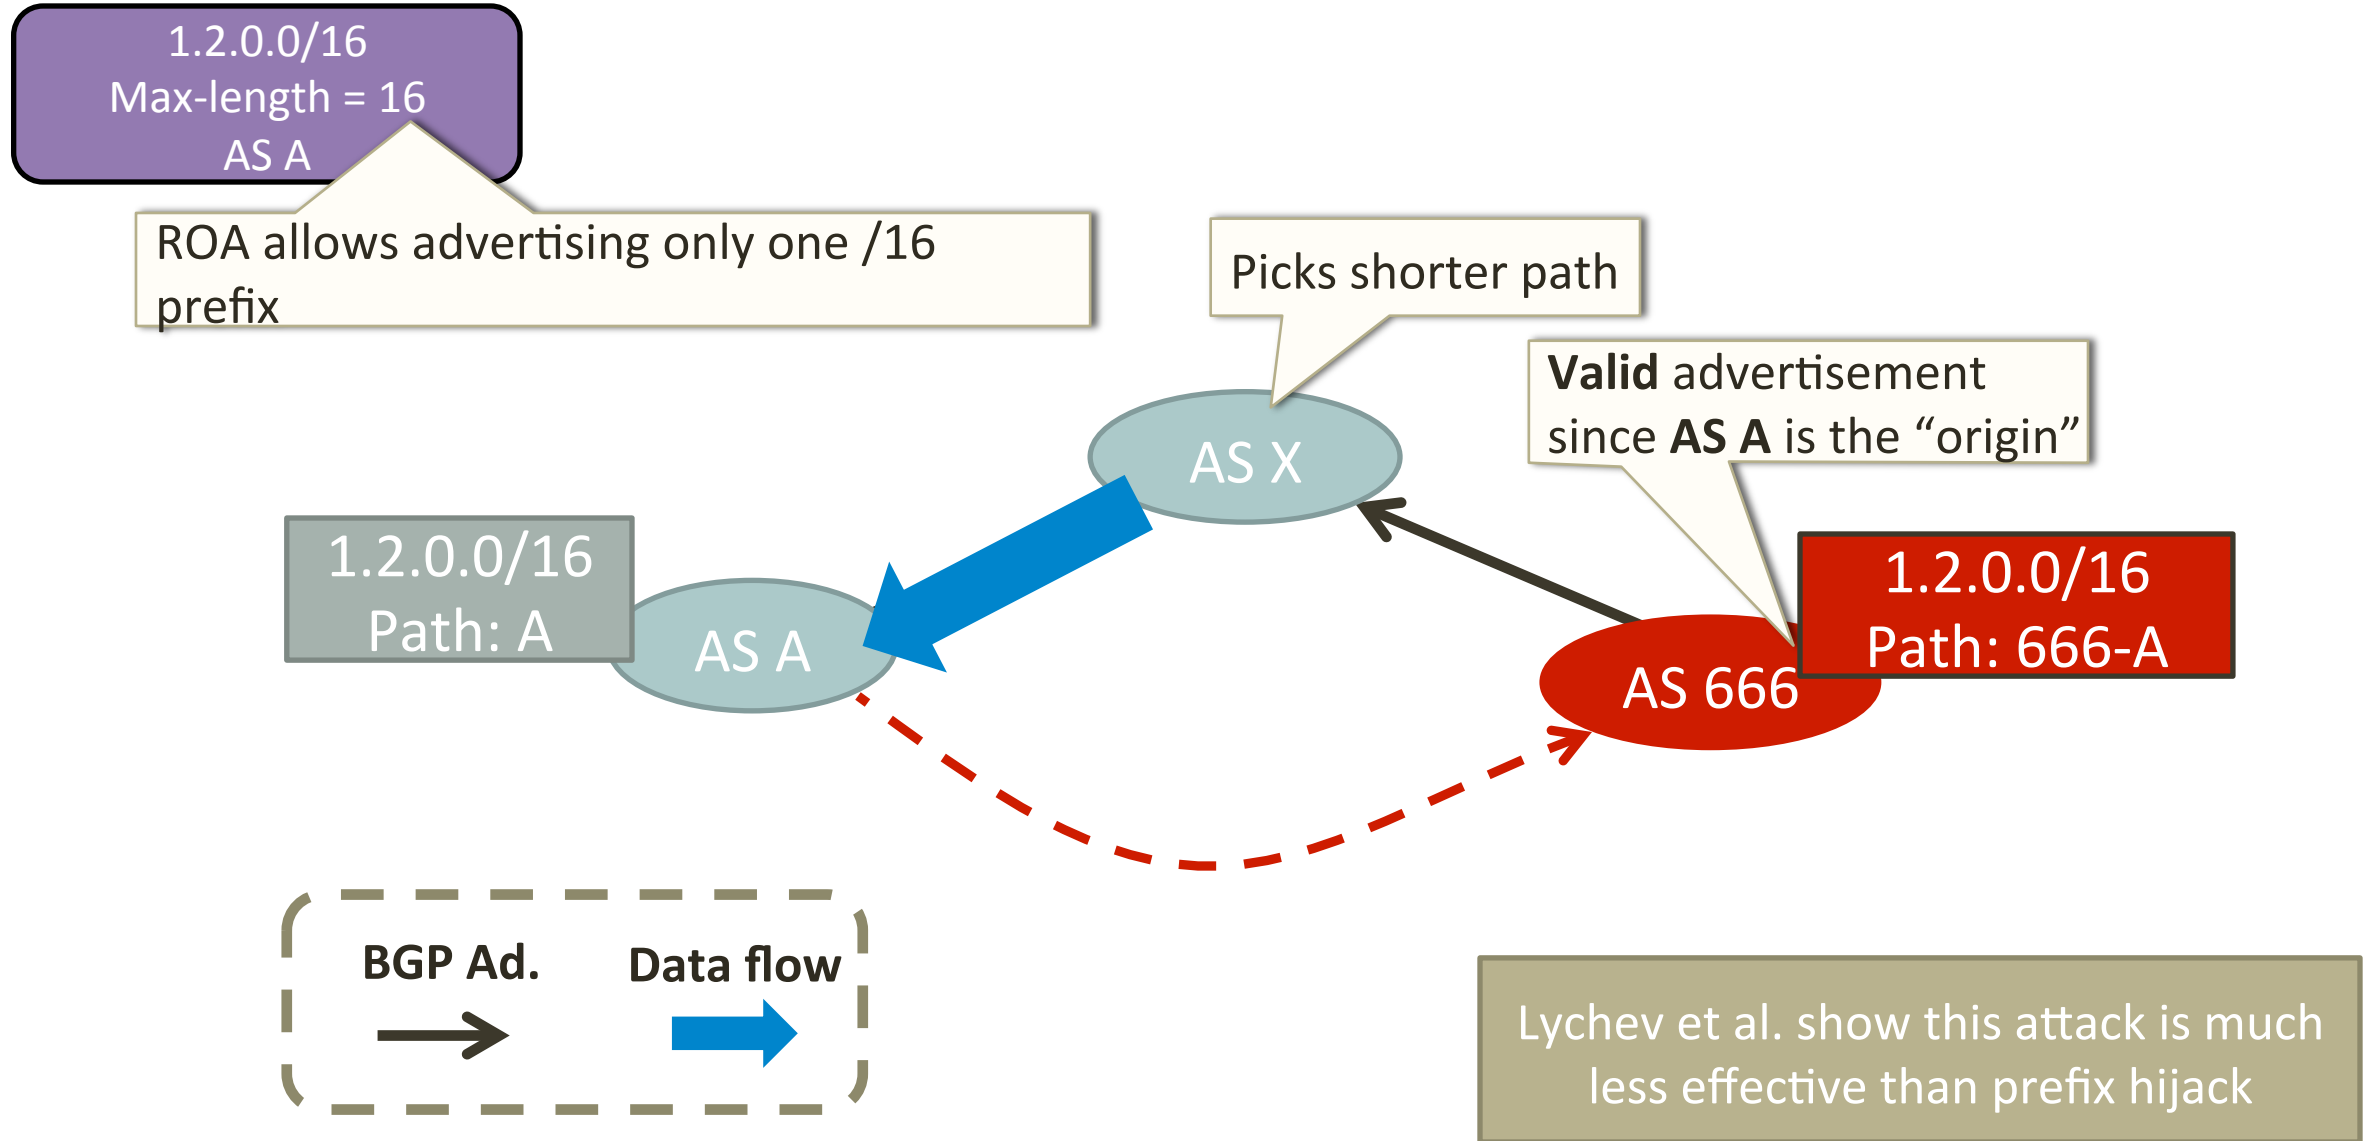 1.2.0.0/16
Max-length = 16
AS A
ROA allows advertising only one /16
prefix
Picks shorter path
Valid advertisement
since AS A is the “origin”
AS X
1.2.0.0/16
Path: A
AS A
1.2.0.0/16
Path: 666-A
AS 666
BGP Ad.
Data flow
Lychev et al. show this attack is much
less effective than prefix hijack